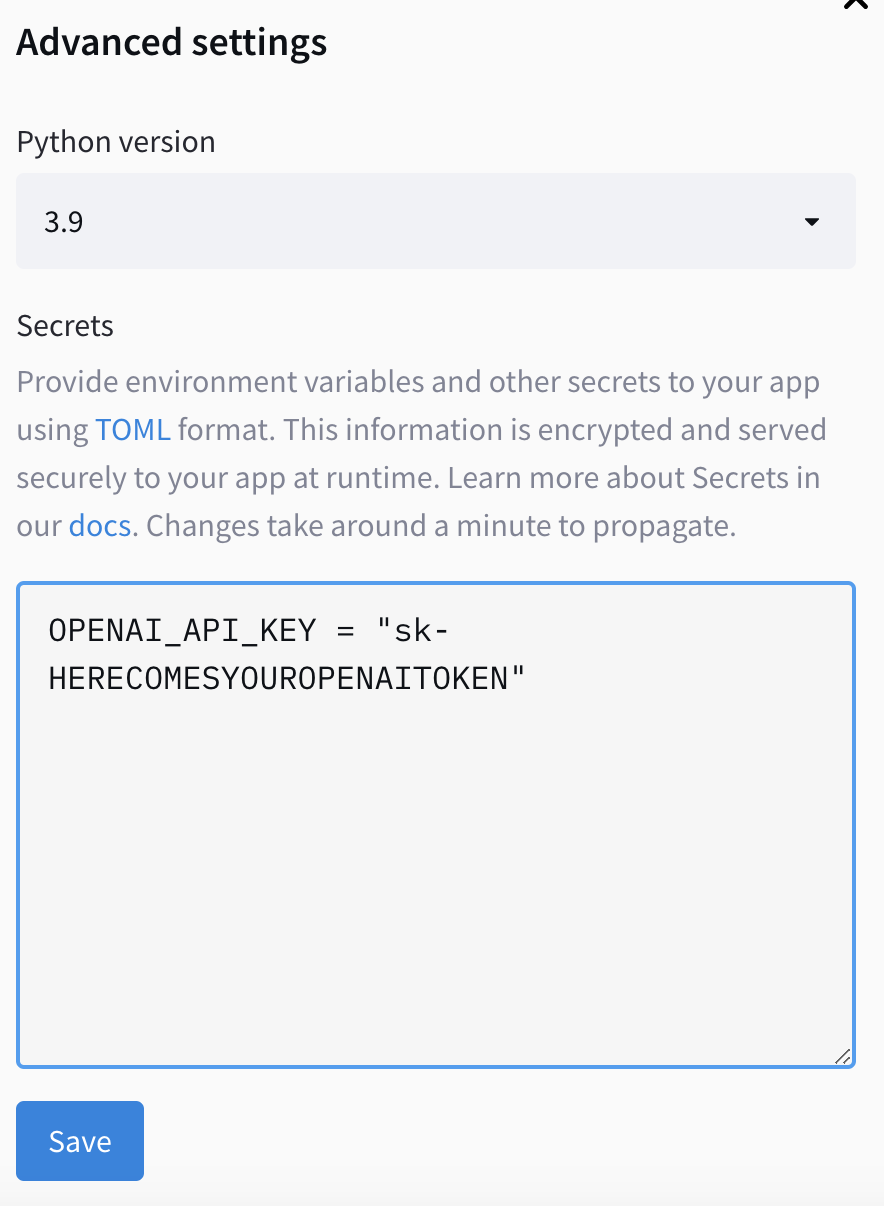 Advanced settings
Python version
3.9
Secrets
Provide environment variables and other secrets to your app
using TOML format. This information is encrypted and served
securely to your app at runtime. Learn more about Secrets in
our docs. Changes take around a minute to propagate.
OPENAI_API_KEY = "sk-
HERECOMESYOUROPENAITOKEN"
Save